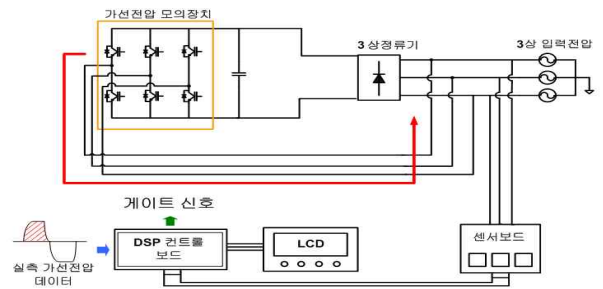 가선전압 모의장치
3 상정류기
3상 입력전압
게이트 신호
DSP 컨트롤
보드
LCD
센서보드
실측 가선전압
데이터